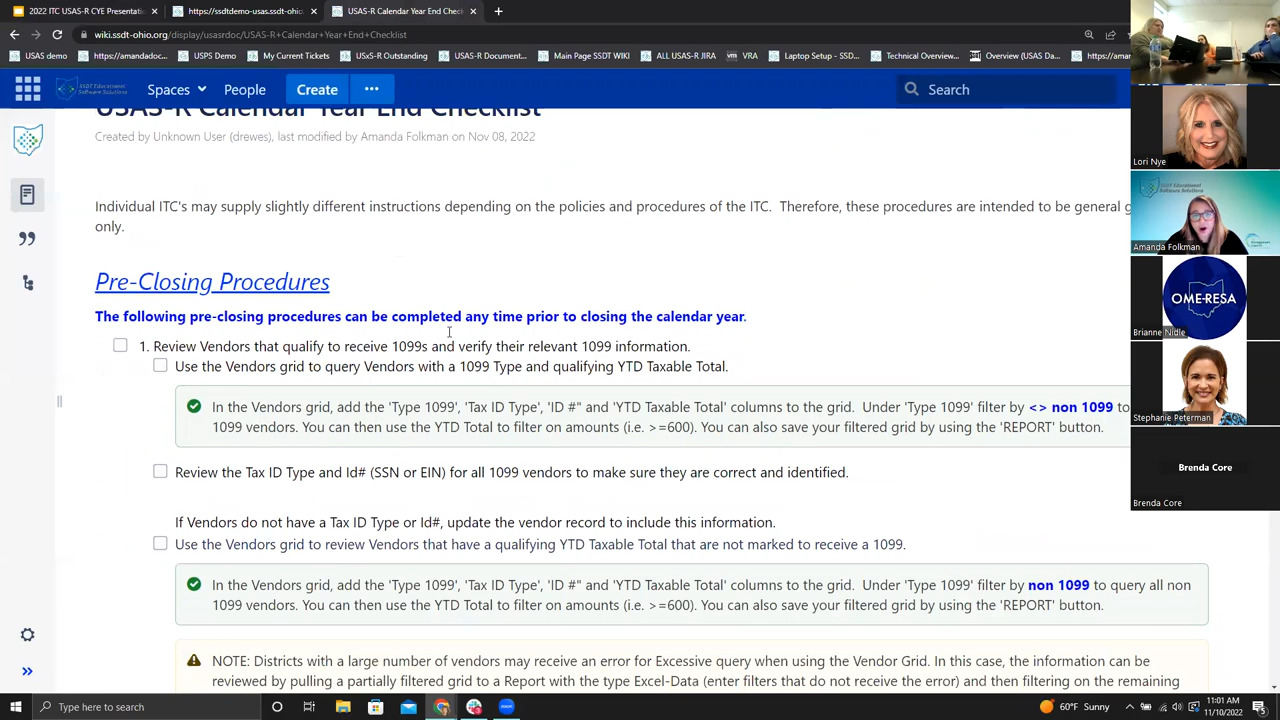 2022 ITC USAS-R CYE Presentati
https://spreadsheets.usxs-test.so
USAS-R Calendar Year End Checkl
wiki.ssdt-ohio.org/display/usasrdoc/USAS-R+Calendar+Year+End+Checklist
USAS demo
https://amandadoc...
USPS Demo
My Current Tickets
UXxS-R Outstanding
USAS-R Document...
Main Page SSDT WIKI
ALL USAS-R JIRA
VRA
Laptop Setup - SSD...
Technical Overview...
Overview (USAS Da...
SSDT Educational
Software Solutions
Spaces
People
Create
Search
USAS-R Calendar Year End Checklist
Created by Unknown User (drewes), last modified by Amanda Folkman on Nov 08, 2022
Individual ITC's may supply slightly different instructions depending on the policies and procedures of the ITC. Therefore, these procedures are intended to be general g
only.
Pre-Closing Procedures
The following pre-closing procedures can be completed any time prior to closing the calendar year.
1. Review Vendors that qualify to receive 1099s and verify their relevant 1099 information.
Use the Vendors grid to query Vendors with a 1099 Type and qualifying YTD Taxable Total.
In the Vendors grid, add the 'Type 1099', 'Tax ID Type', 'ID #" and 'YTD Taxable Total' columns to the grid. Under 'Type 1099' filter by <> non 1099 to
1099 vendors. You can then use the YTD Total to filter on amounts (i.e. >=600). You can also save your filtered grid by using the 'REPORT' button.
Review the Tax ID Type and Id# (SSN or EIN) for all 1099 vendors to make sure they are correct and identified.
If Vendors do not have a Tax ID Type or Id#, update the vendor record to include this information.
Use the Vendors grid to review Vendors that have a qualifying YTD Taxable Total that are not marked to receive a 1099.
In the Vendors grid, add the 'Type 1099', 'Tax ID Type', 'ID #" and 'YTD Taxable Total' columns to the grid. Under 'Type 1099' filter by non 1099 to query all non
1099 vendors. You can then use the YTD Total to filter on amounts (i.e. >=600). You can also save your filtered grid by using the 'REPORT' button.
NOTE: Districts with a large number of vendors may receive an error for Excessive query when using the Vendor Grid. In this case, the information can be
reviewed by pulling a partially filtered grid to a Report with the type Excel-Data (enter filters that do not receive the error) and then filtering on the remaining
Lori Nye
SSDT Educational
Software Solutions
Amanda Folkman
OME-RESA
Brianne Nidle
Stephanie Peterman
Brenda Core
Brenda Core
Type here to search
60°F Sunny
11:01 AM
11/10/2022